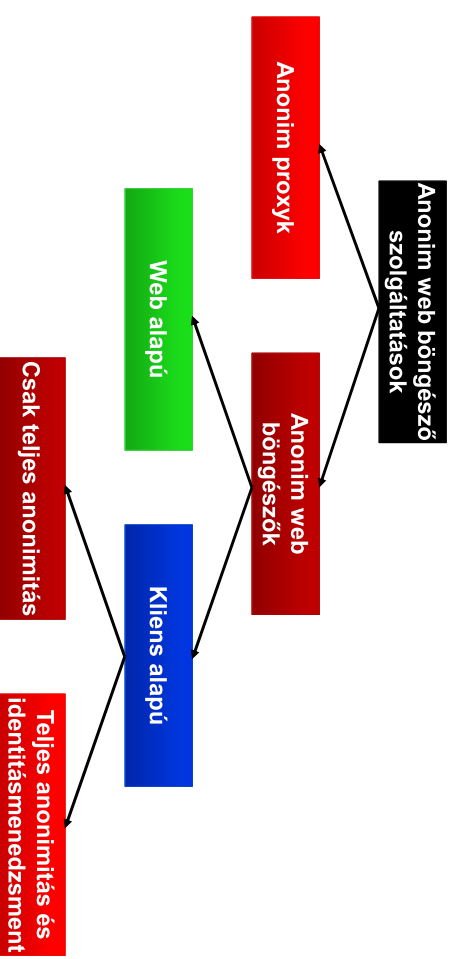 Anonim web böngésző
szolgáltatások
Anonim proxyk
Anonim web
böngészők
Web alapú
Kliens alapú
Csak teljes anonimitás
Teljes anonimitás és
identitásmenedzsment